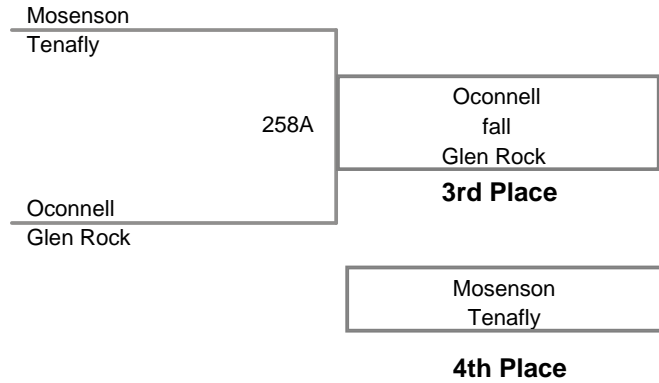 Mosenson
Tenafly
258A
Oconnell
fall
Glen Rock
3rd Place
Oconnell
Glen Rock
Mosenson
Tenafly
4th Place